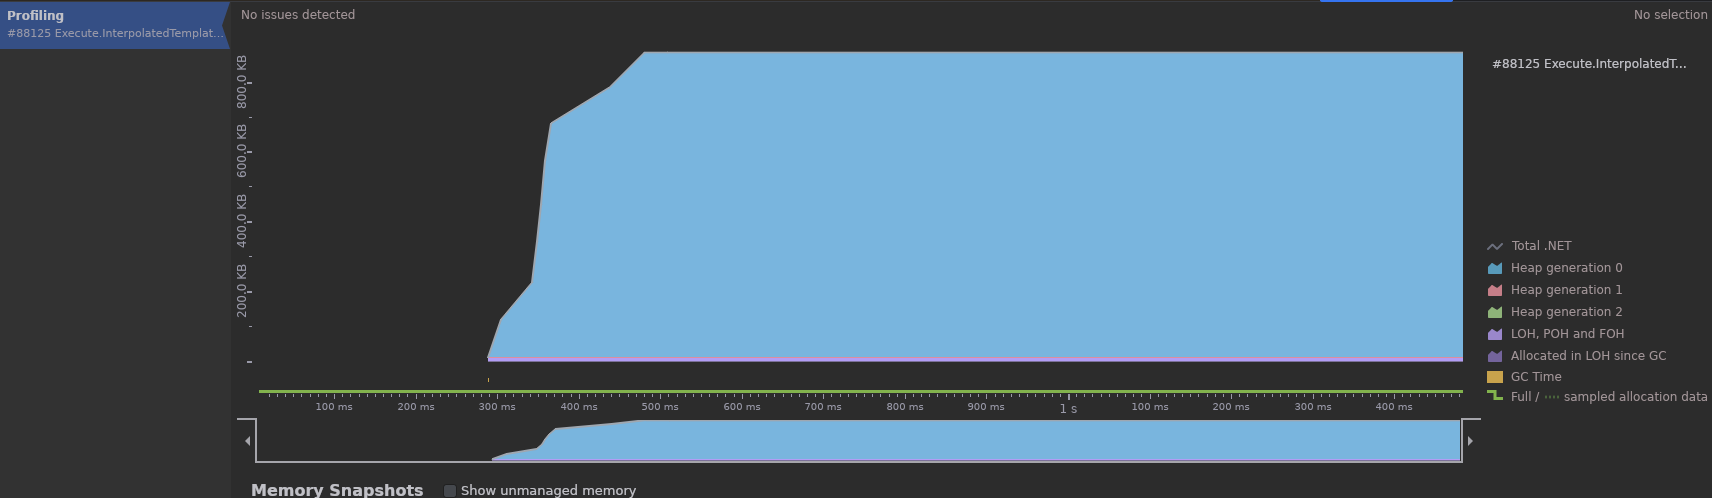 Profiling
#88125 Execute.InterpolatedTemplat...
No issues detected
No selection
800,0 KB
600,0 KB
400,0 KB
200,0 KB
#88125 Execute.InterpolatedT...
Total .NET
Heap generation 0
Heap generation 1
Heap generation 2
LOH, POH and FOH
Allocated in LOH since GC
GC Time
Full / sampled allocation data
100 ms 200 ms 300 ms 400 ms 500 ms 600 ms 700 ms 800 ms 900 ms 1 s 100 ms 200 ms 300 ms 400 ms
Memory Snapshots Show unmanaged memory